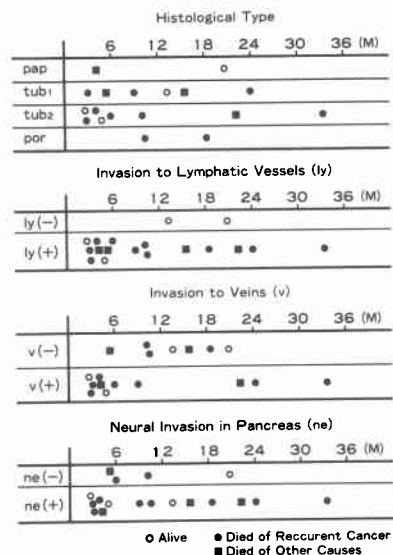 Histological Type
6 12 18 24 30 36 (M)
pap
tub1
tub2
por
Invasion to Lymphatic Vessels (ly)
6 12 18 24 30 36 (M)
ly(-)
ly(+)
Invasion to Veins (v)
6 12 18 24 30 36 (M)
v(-)
v(+)
Neural Invasion in Pancreas (ne)
6 12 18 24 30 36 (M)
ne(-)
ne(+)
Alive Died of Reccurent Cancer
Died of Other Causes